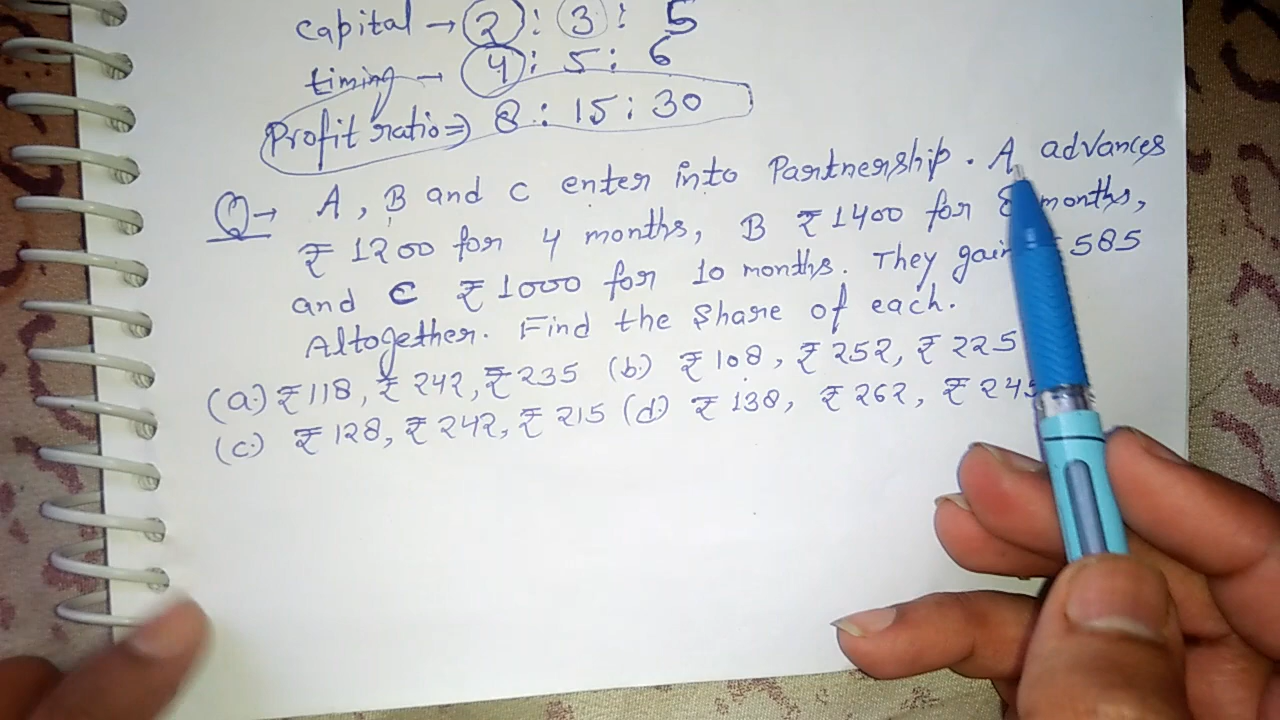 capital → 2 : 3 : 5
timing → 4 : 5 : 6
Profit ratio ⇒ 8 : 15 : 30
Q→ A, B and C enter into Partnership. A advances
₹ 1200 for 4 months, B ₹ 1400 for 8 months,
and C ₹ 1000 for 10 months. They gain 585
Altogether. Find the Share of each.
(a.) ₹ 118, ₹ 242, ₹ 235 (b.) ₹ 108, ₹ 252, ₹ 225
(c.) ₹ 128, ₹ 242, ₹ 215 (d.) ₹ 138, ₹ 262, ₹ 245